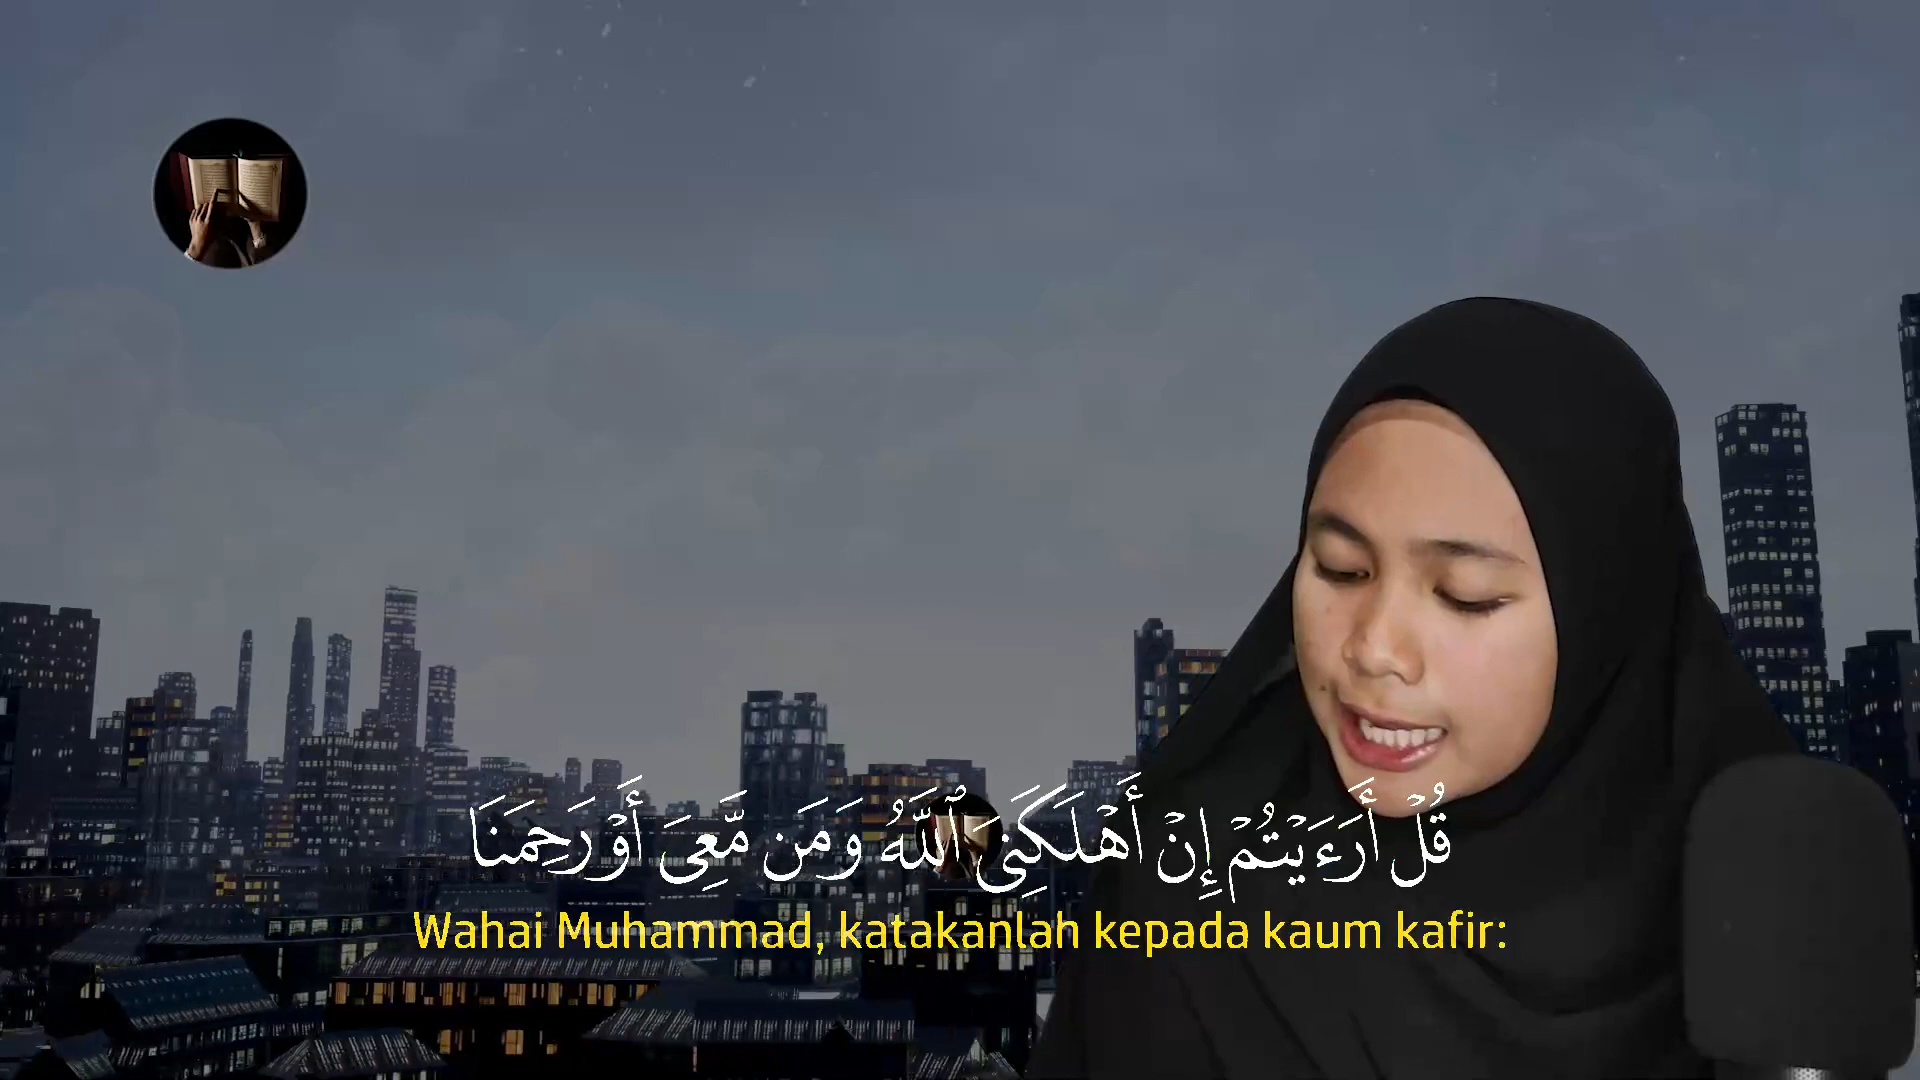 قُلْ أَرَءَيْتُمْ إِنْ أَهْلَكَنِىَ ٱللَّهُ وَمَن مَّعِىَ أَوْ رَحِمَنَا
Wahai Muhammad, katakanlah kepada kaum kafir: